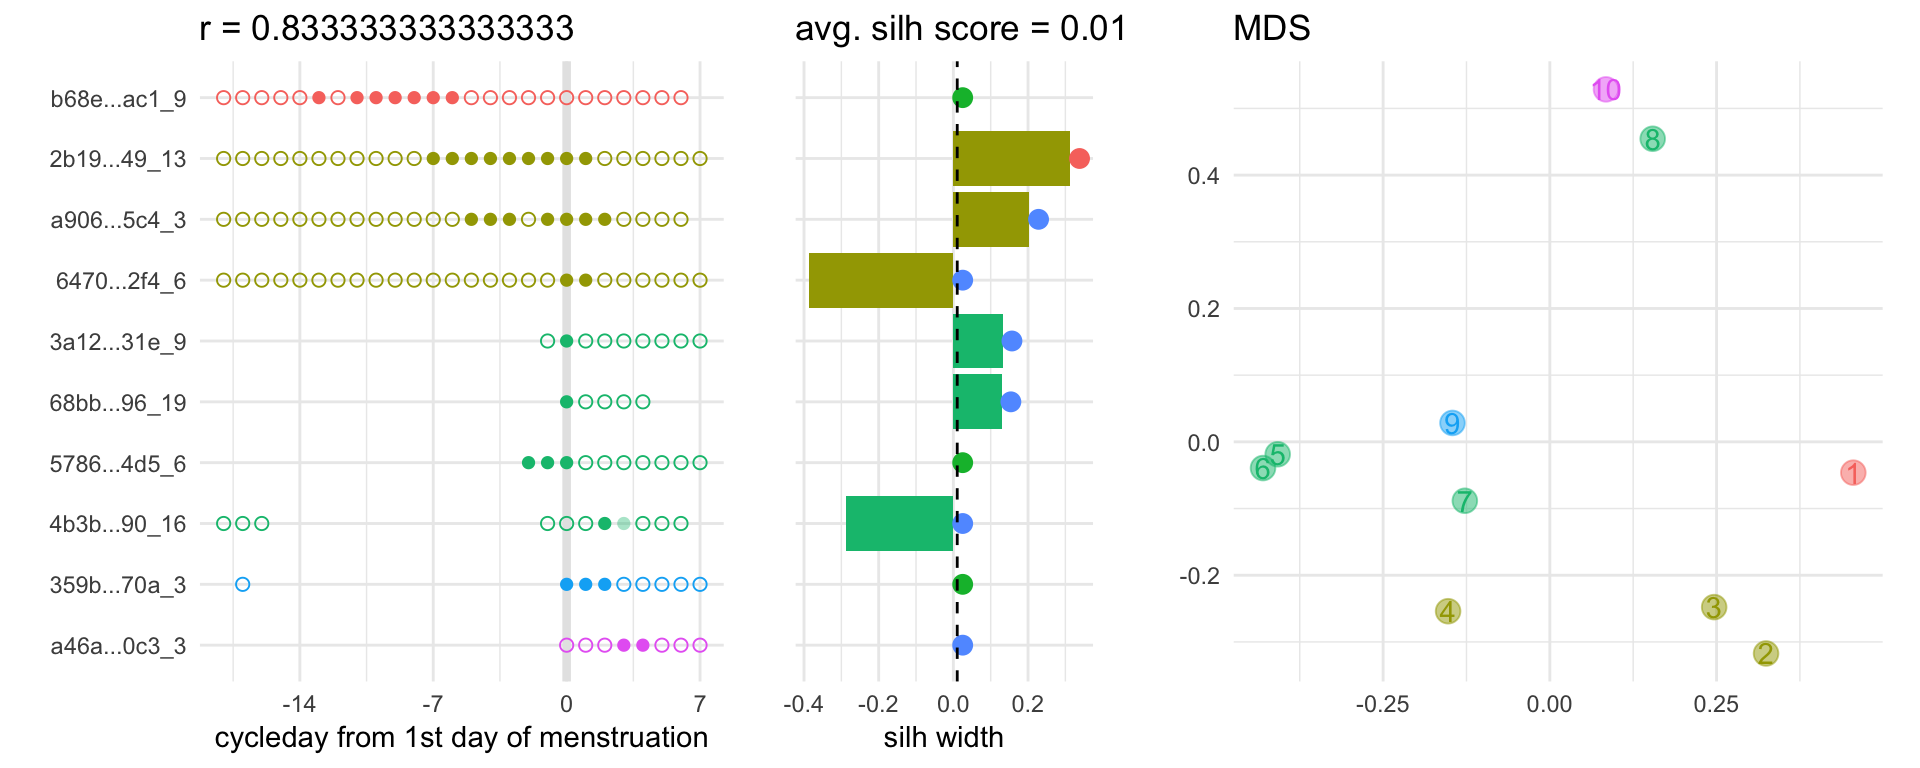 r = 0.833333333333333
avg. silh score = 0.01
MDS
b68e...ac1_9
2b19...49_13
a906...5c4_3
6470...2f4_6
3a12...31e_9
68bb...96_19
5786...4d5_6
4b3b...90_16
359b...70a_3
a46a...0c3_3
-14 -7 0 7
cycleday from 1st day of menstruation
-0.4 -0.2 0.0 0.2
silh width
0.4
0.2
0.0
-0.2
10
8
9
5
6
1
7
4
3
2
-0.25 0.00 0.25